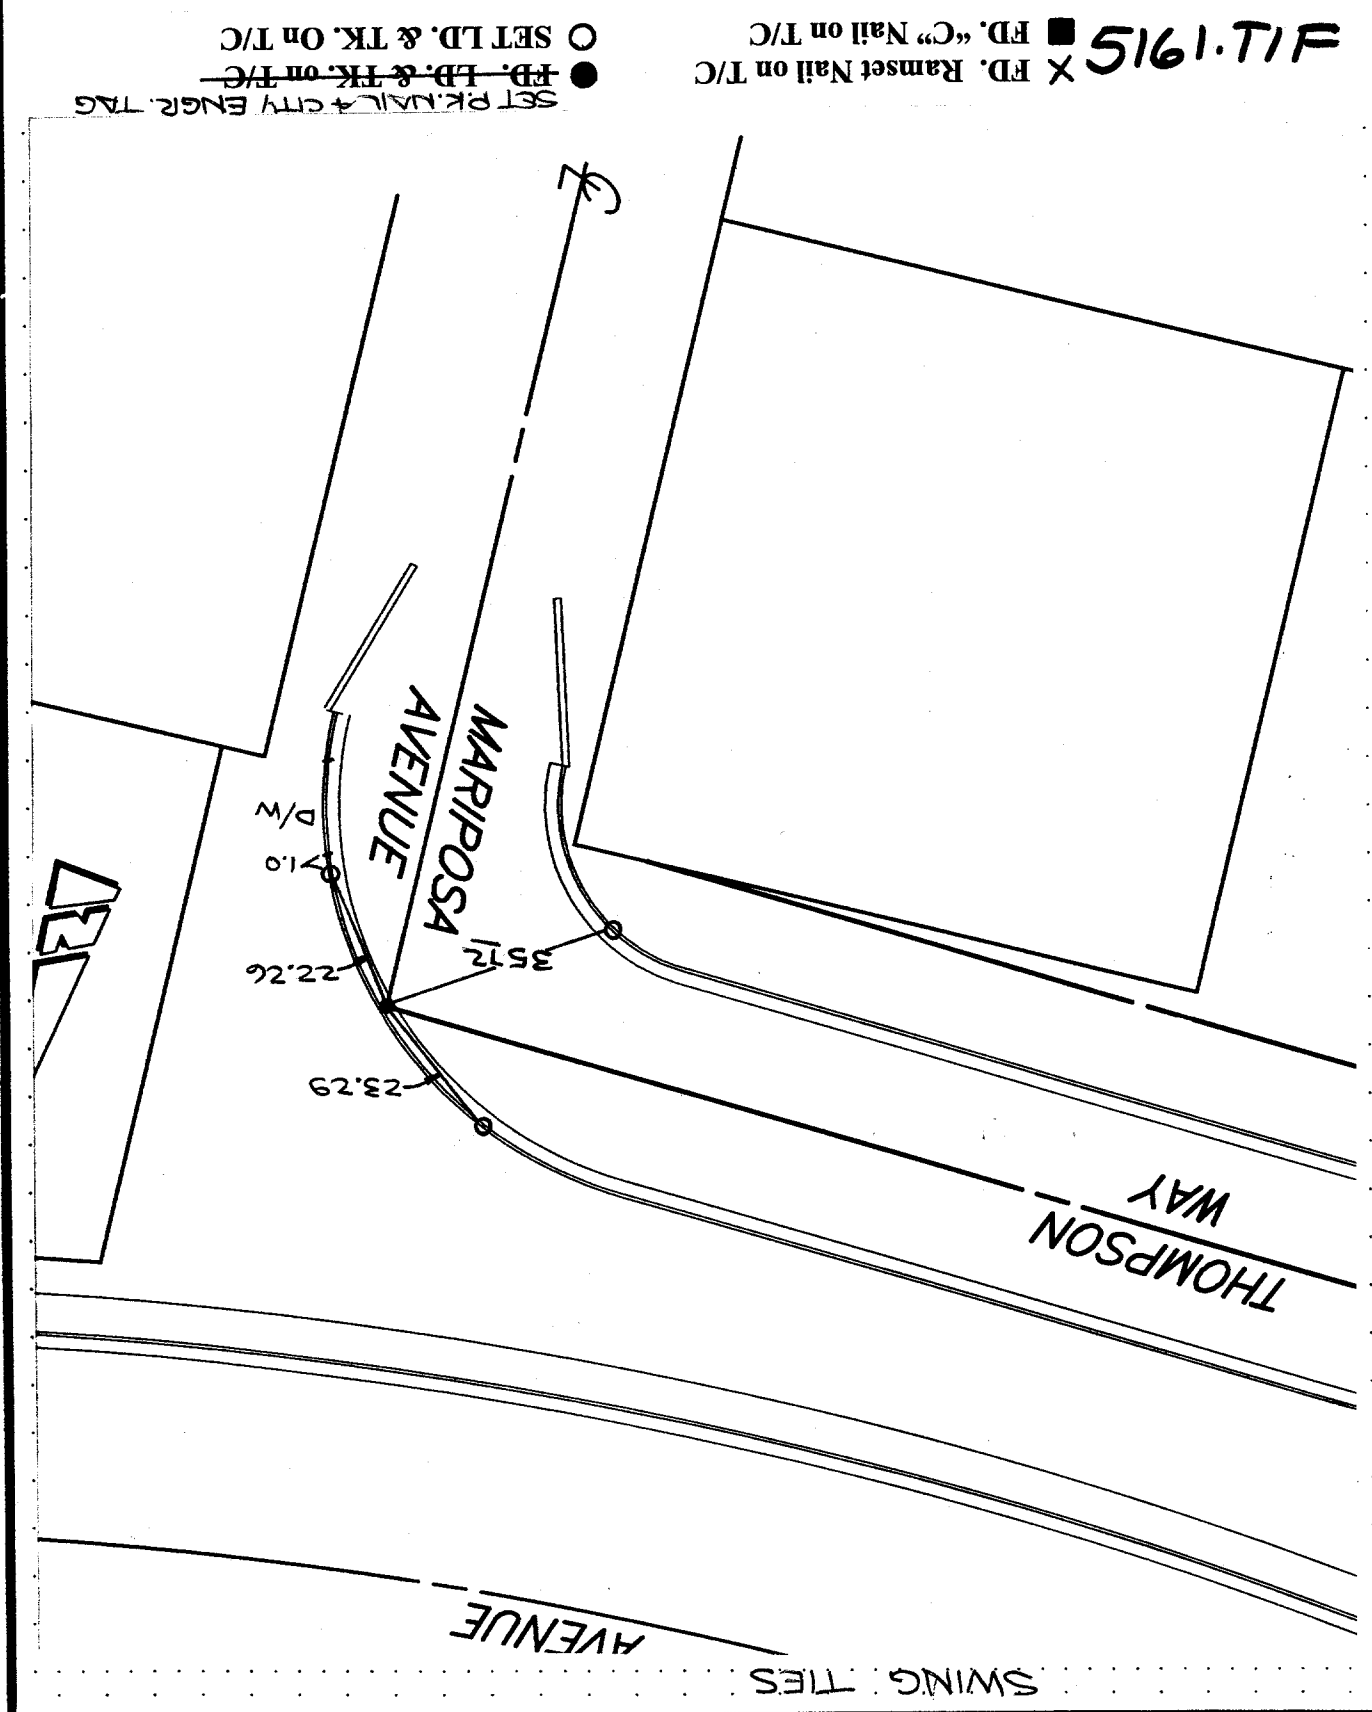 SWING TIES
AVENUE
THOMPSON
WAY
23.29
22.26
35.12
1.0
D/W
MARIPOSA
AVENUE
℄
SET P.K. NAIL & CITY ENGR. TAG
X FD. Ramset Nail on T/C
● FD. LD. & TK. on T/C
■ FD. “C” Nail on T/C
○ SET LD. & TK. On T/C
5161.TIF